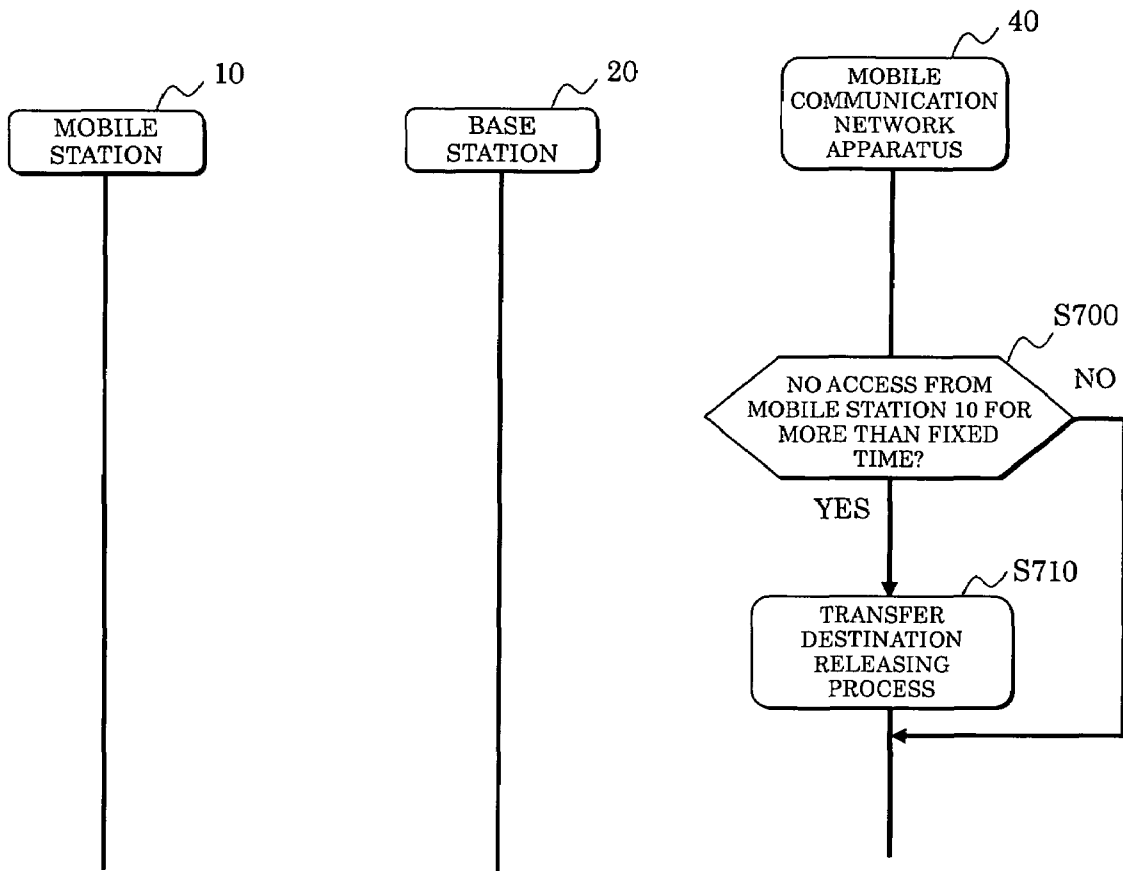 40
MOBILE
COMMUNICATION
NETWORK
APPARATUS
10
MOBILE
STATION
20
BASE
STATION
S700
NO ACCESS FROM
MOBILE STATION 10 FOR
MORE THAN FIXED
TIME?
NO
YES
S710
TRANSFER
DESTINATION
RELEASING
PROCESS